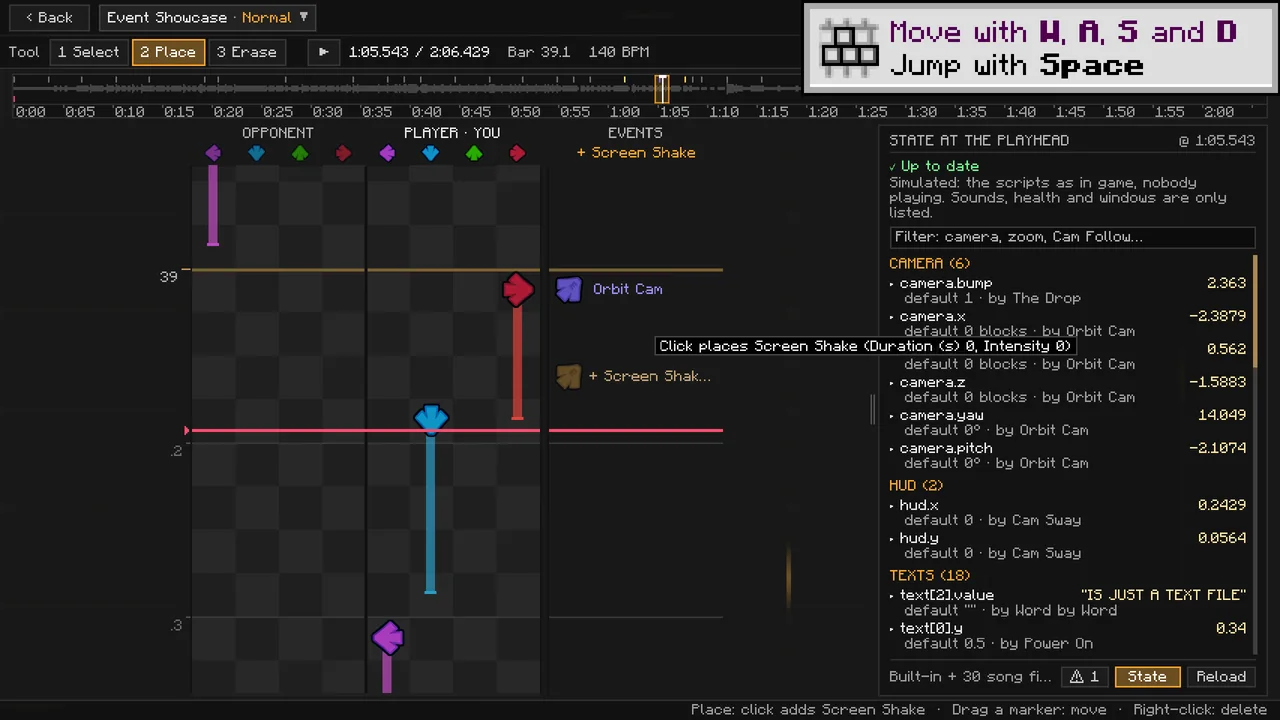 < Back
Event Showcase · Normal ▼
Move with W, A, S and D
Jump with Space
Tool
1 Select
2 Place
3 Erase
1:05.543 / 2:06.429
Bar 39.1
140 BPM
0:00 0:05 0:10 0:15 0:20 0:25 0:30 0:35 0:40 0:45 0:50 0:55 1:00 1:05 1:10 1:15 1:20 1:25 1:30 1:35 1:40 1:45 1:50 1:55 2:00
OPPONENT
PLAYER · YOU
EVENTS
+ Screen Shake
39
Orbit Cam
Click places Screen Shake (Duration (s) 0, Intensity 0)
+ Screen Shak...
.2
.3
STATE AT THE PLAYHEAD
@ 1:05.543
✓ Up to date
Simulated: the scripts as in game, nobody
playing. Sounds, health and windows are only
listed.
Filter: camera, zoom, Cam Follow...
CAMERA (6)
camera.bump 2.363
default 1 · by The Drop
camera.x -2.3879
default 0 blocks · by Orbit Cam
0.562
default 0 blocks · by Orbit Cam
camera.z -1.5883
default 0 blocks · by Orbit Cam
camera.yaw 14.049
default 0° · by Orbit Cam
camera.pitch -2.1074
default 0° · by Orbit Cam
HUD (2)
hud.x 0.2429
default 0 · by Cam Sway
hud.y 0.0564
default 0 · by Cam Sway
TEXTS (18)
text[2].value "IS JUST A TEXT FILE"
default "" · by Word by Word
text[0].y 0.34
default 0.5 · by Power On
Built-in + 30 song fi...
⚠ 1
State
Reload
Place: click adds Screen Shake · Drag a marker: move · Right-click: delete